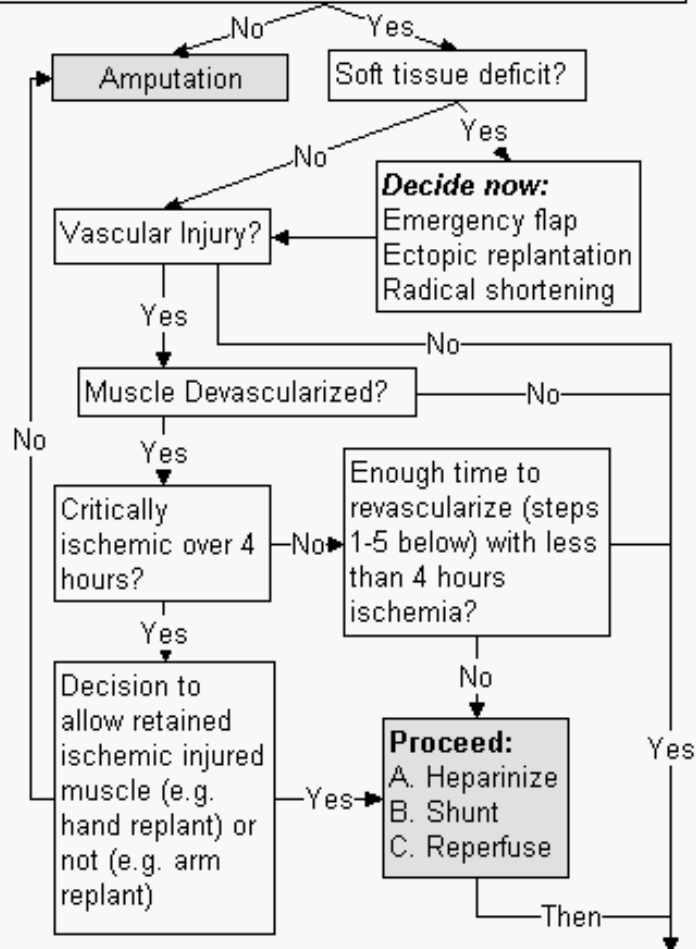 No
Yes
Amputation
Soft tissue deficit?
Yes
No
Decide now:
Emergency flap
Ectopic replantation
Radical shortening
Vascular Injury?
Yes
No
Muscle Devascularized?
No
No
Yes
Enough time to
revascularize (steps
1-5 below) with less
than 4 hours
ischemia?
Critically
ischemic over 4
hours?
No
Yes
No
Decision to
allow retained
ischemic injured
muscle (e.g.
hand replant) or
not (e.g. arm
replant)
Yes
Proceed:
A. Heparinize
B. Shunt
C. Reperfuse
Yes
Then